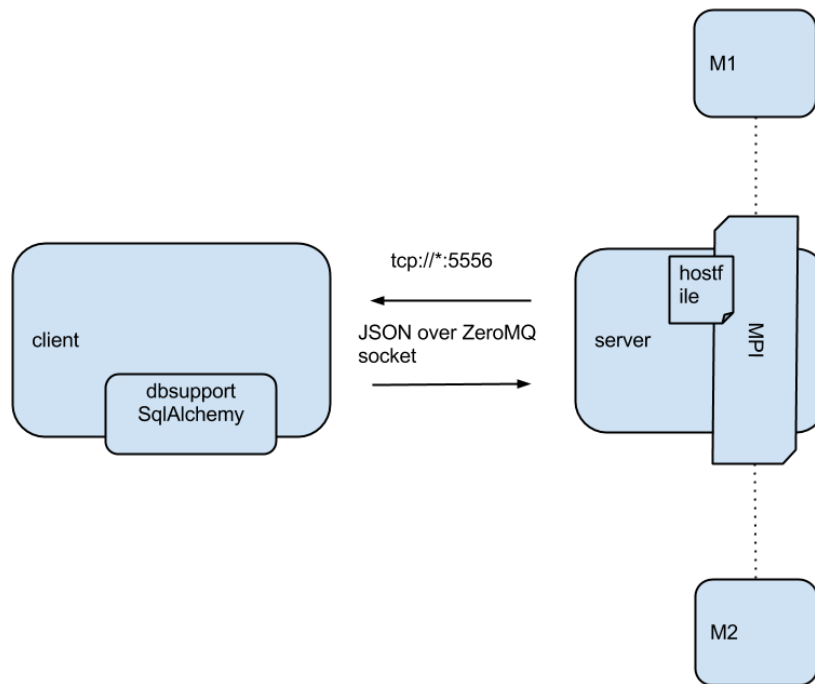 M1
tcp://*:5556
hostf
ile
JSON over ZeroMQ
socket
client
server
MPI
dbsupport
SqlAlchemy
M2